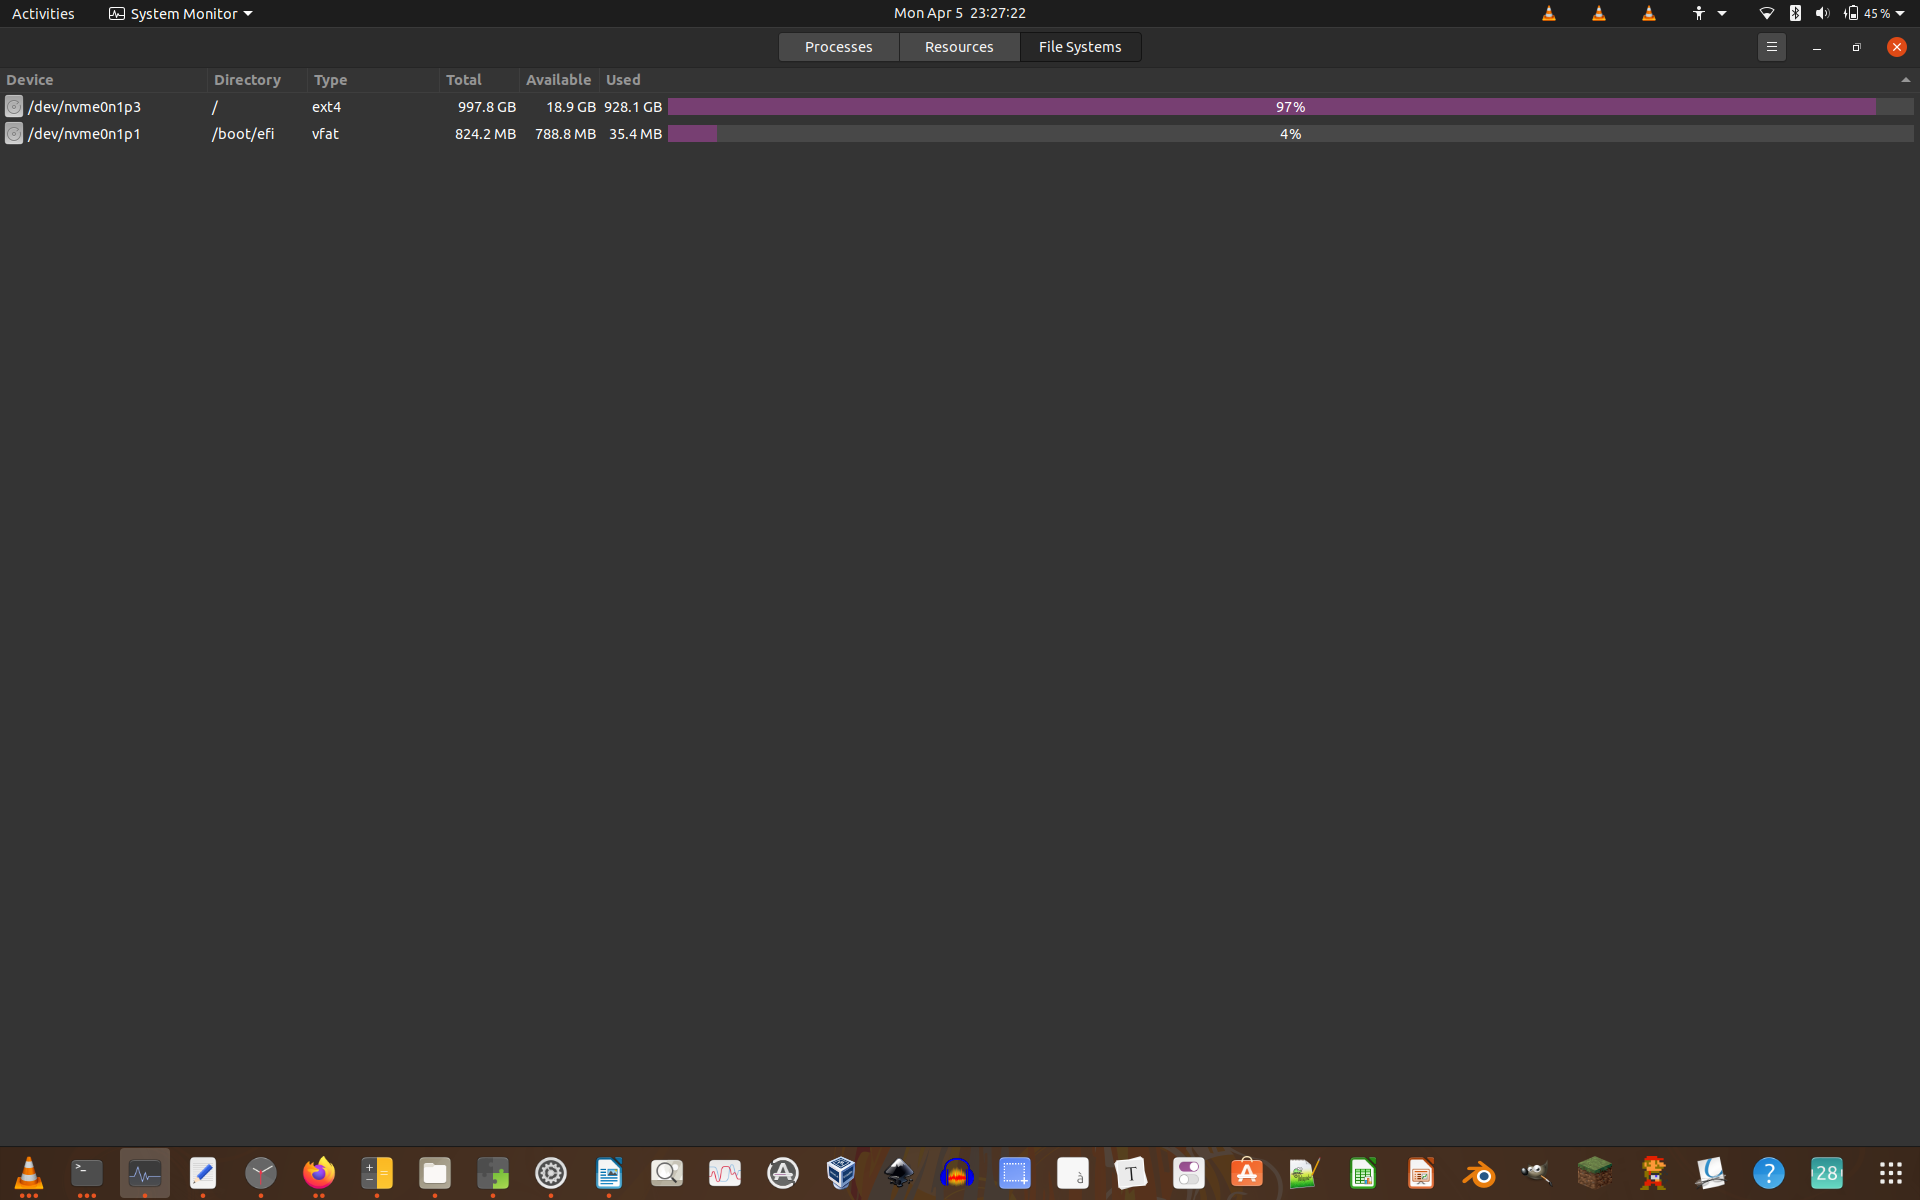 Activities System Monitor Mon Apr 5 23:27:22 45 %
Processes Resources File Systems
Device Directory Type Total Available Used
/dev/nvme0n1p3 / ext4 997.8 GB 18.9 GB 928.1 GB 97%
/dev/nvme0n1p1 /boot/efi vfat 824.2 MB 788.8 MB 35.4 MB 4%
>_ à T ? 28